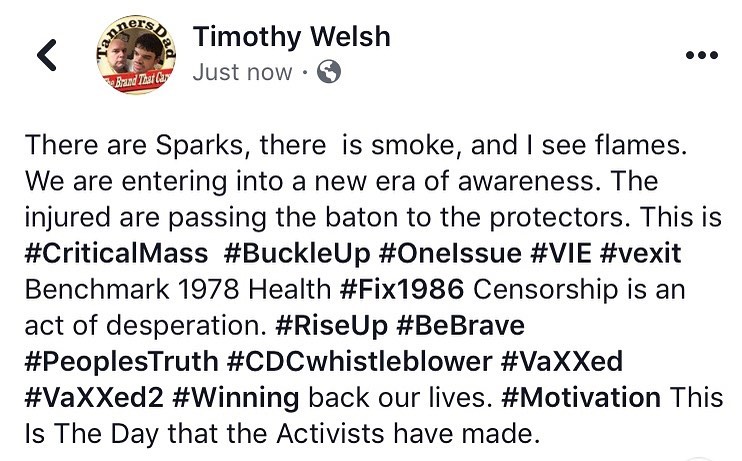 TannersDad
The Brand That Can
Timothy Welsh
Just now ·
There are Sparks, there  is smoke, and I see flames.
We are entering into a new era of awareness. The
injured are passing the baton to the protectors. This is
#CriticalMass  #BuckleUp #OneIssue #VIE #vexit
Benchmark 1978 Health #Fix1986 Censorship is an
act of desperation. #RiseUp #BeBrave
#PeoplesTruth #CDCwhistleblower #VaXXed
#VaXXed2 #Winning back our lives. #Motivation This
Is The Day that the Activists have made.